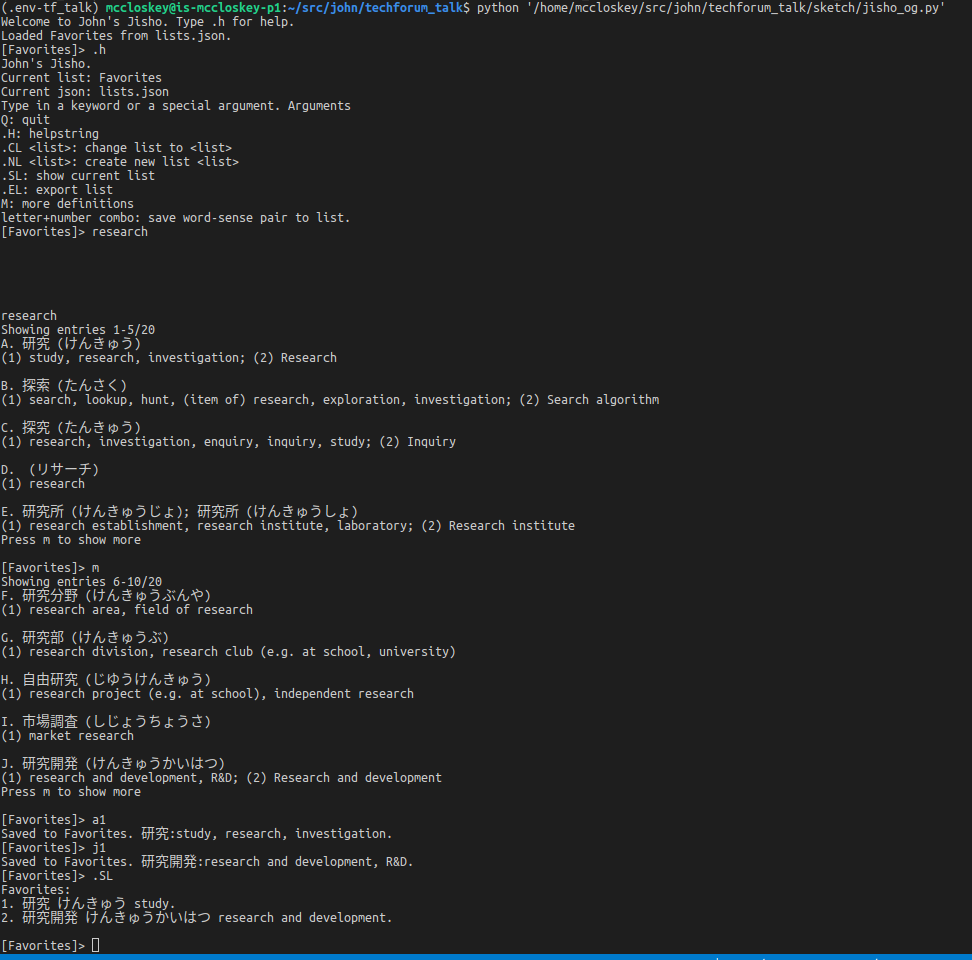 (.env-tf_talk) mccloskey@is-mccloskey-p1:~/src/john/techforum_talk$ python '/home/mccloskey/src/john/techforum_talk/sketch/jisho_og.py'
Welcome to John's Jisho. Type .h for help.
Loaded Favorites from lists.json.
[Favorites]> .h
John's Jisho.
Current list: Favorites
Current json: lists.json
Type in a keyword or a special argument. Arguments
Q: quit
.H: helpstring
.CL <list>: change list to <list>
.NL <list>: create new list <list>
.SL: show current list
.EL: export list
M: more definitions
letter+number combo: save word-sense pair to list.
[Favorites]> research
research
Showing entries 1-5/20
A. 研究 (けんきゅう)
(1) study, research, investigation; (2) Research
B. 探索 (たんさく)
(1) search, lookup, hunt, (item of) research, exploration, investigation; (2) Search algorithm
C. 探究 (たんきゅう)
(1) research, investigation, enquiry, inquiry, study; (2) Inquiry
D.  (リサーチ)
(1) research
E. 研究所 (けんきゅうじょ); 研究所 (けんきゅうしょ)
(1) research establishment, research institute, laboratory; (2) Research institute
Press m to show more
[Favorites]> m
Showing entries 6-10/20
F. 研究分野 (けんきゅうぶんや)
(1) research area, field of research
G. 研究部 (けんきゅうぶ)
(1) research division, research club (e.g. at school, university)
H. 自由研究 (じゆうけんきゅう)
(1) research project (e.g. at school), independent research
I. 市場調査 (しじょうちょうさ)
(1) market research
J. 研究開発 (けんきゅうかいはつ)
(1) research and development, R&D; (2) Research and development
Press m to show more
[Favorites]> a1
Saved to Favorites. 研究:study, research, investigation.
[Favorites]> j1
Saved to Favorites. 研究開発:research and development, R&D.
[Favorites]> .SL
Favorites:
1. 研究 けんきゅう study.
2. 研究開発 けんきゅうかいはつ research and development.
[Favorites]>